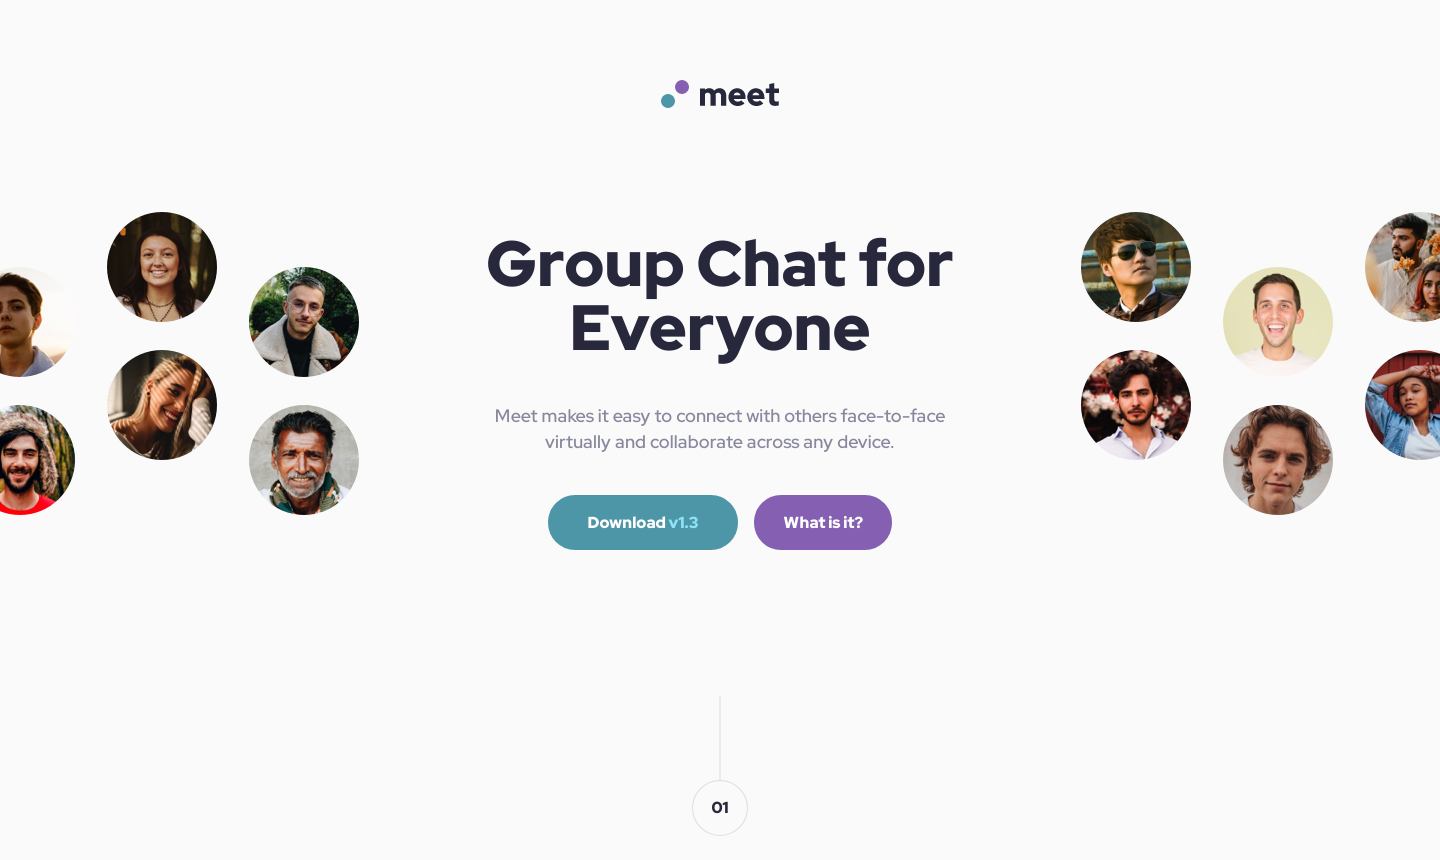 meet
Group Chat for
Everyone
Meet makes it easy to connect with others face-to-face
virtually and collaborate across any device.
Download v1.3
What is it?
01